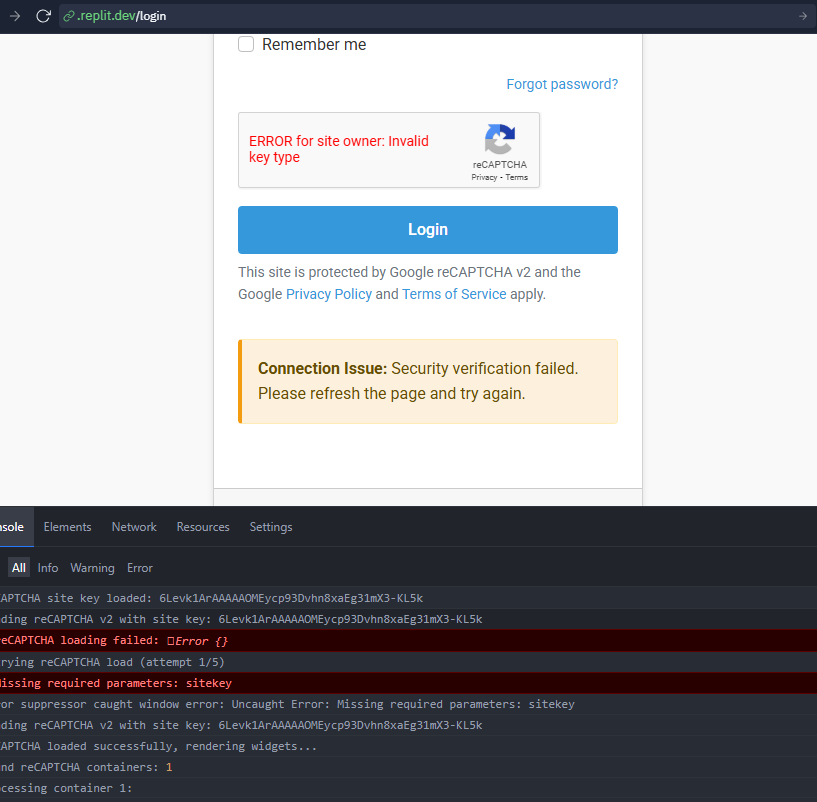 .replit.dev/login
Remember me
Forgot password?
ERROR for site owner: Invalid
key type
reCAPTCHA
Privacy - Terms
Login
This site is protected by Google reCAPTCHA v2 and the
Google Privacy Policy and Terms of Service apply.
Connection Issue: Security verification failed.
Please refresh the page and try again.
nsole Elements Network Resources Settings
All Info Warning Error
CAPTCHA site key loaded: 6Levk1ArAAAAAOMEycp93Dvhn8xaEg31mX3-KL5k
ding reCAPTCHA v2 with site key: 6Levk1ArAAAAAOMEycp93Dvhn8xaEg31mX3-KL5k
reCAPTCHA loading failed: Error {}
rying reCAPTCHA load (attempt 1/5)
Missing required parameters: sitekey
or suppressor caught window error: Uncaught Error: Missing required parameters: sitekey
ding reCAPTCHA v2 with site key: 6Levk1ArAAAAAOMEycp93Dvhn8xaEg31mX3-KL5k
CAPTCHA loaded successfully, rendering widgets...
nd reCAPTCHA containers: 1
ocessing container 1: